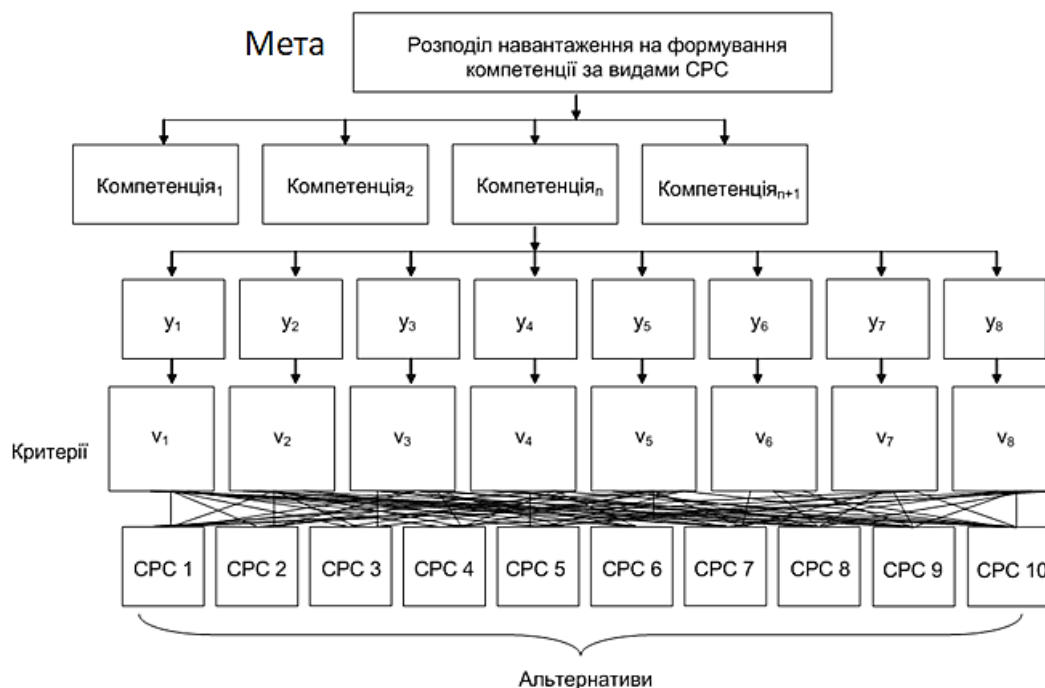 Мета
Розподіл навантаження на формування
компетенції за видами СРС
Компетенція₁
Компетенція₂
Компетенціяₙ
Компетенціяₙ₊₁
y₁
y₂
y₃
y₄
y₅
y₆
y₇
y₈
Критерії
v₁
v₂
v₃
v₄
v₅
v₆
v₇
v₈
СРС 1
СРС 2
СРС 3
СРС 4
СРС 5
СРС 6
СРС 7
СРС 8
СРС 9
СРС 10
Альтернативи